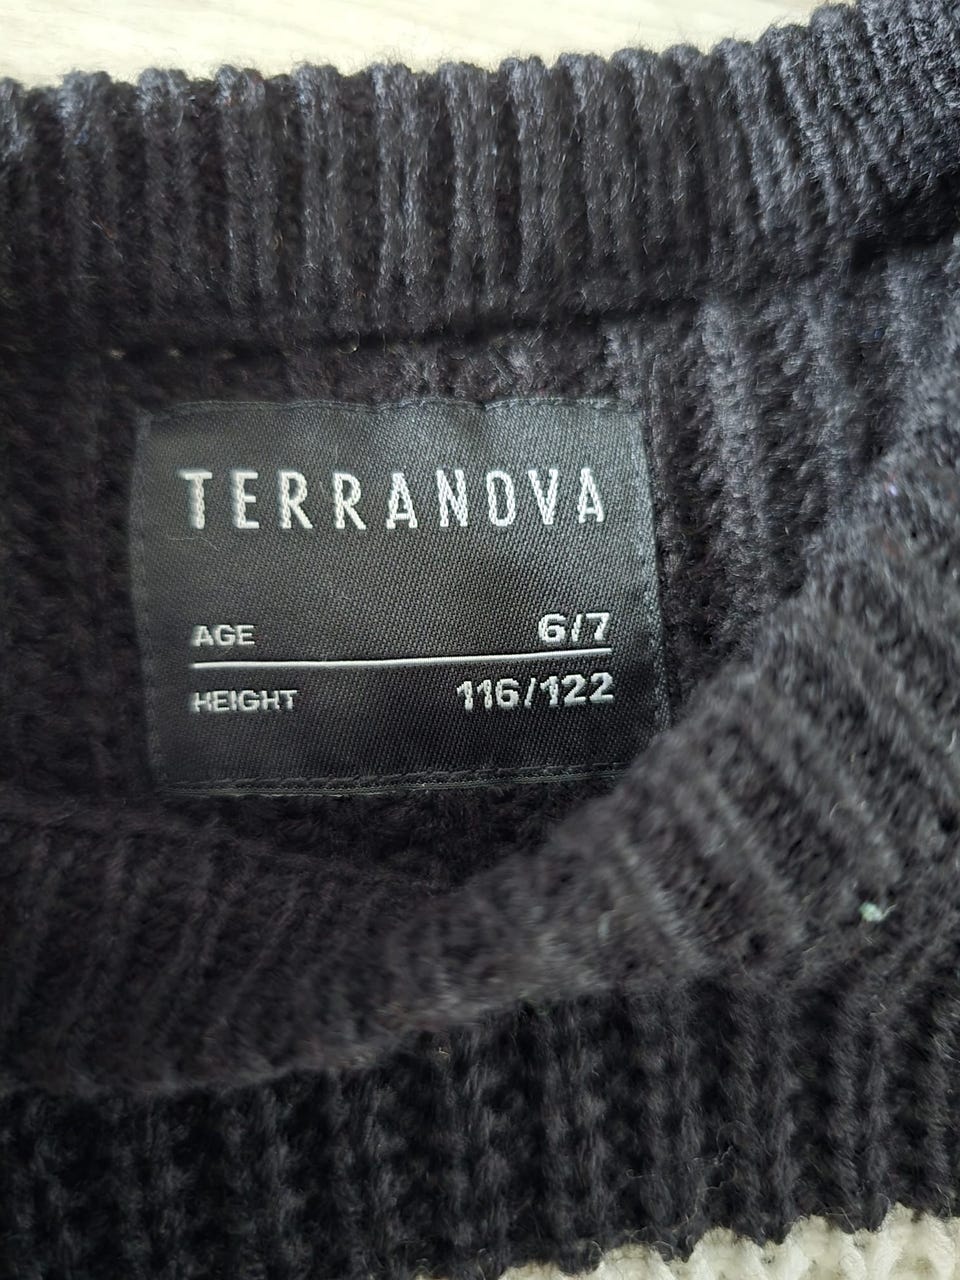 TERRANOVA
AGE 6/7
HEIGHT 116/122